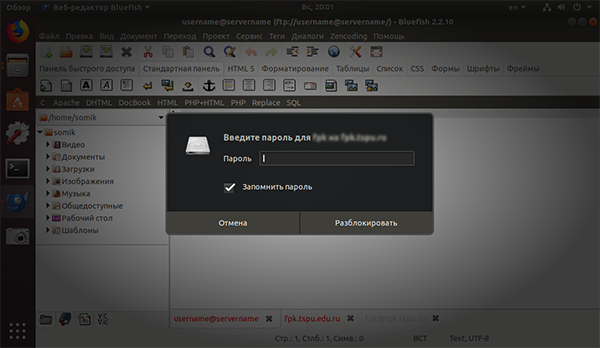 Обзор Веб-редактор Bluefish Вс, 20:01 en
username@servername (ftp://username@servername/) - Bluefish 2.2.10
Файл Правка Вид Документ Переход Проект Сервис Теги Диалоги Zencoding Помощь
Панель быстрого доступа Стандартная панель HTML 5 Форматирование Таблицы Список CSS Формы Шрифты Фреймы
C Apache DHTML DocBook HTML PHP+HTML PHP Replace SQL
/home/somik
somik
Видео
Документы
Загрузки
Изображения
Музыка
Общедоступные
Рабочий стол
Шаблоны
Введите пароль для
Пароль
Запомнить пароль
Отмена Разблокировать
username@servername fpk.tspu.edu.ru
Стр.: 1, Стлб.: 1, Симв.: 0 ВСТ Text, UTF-8